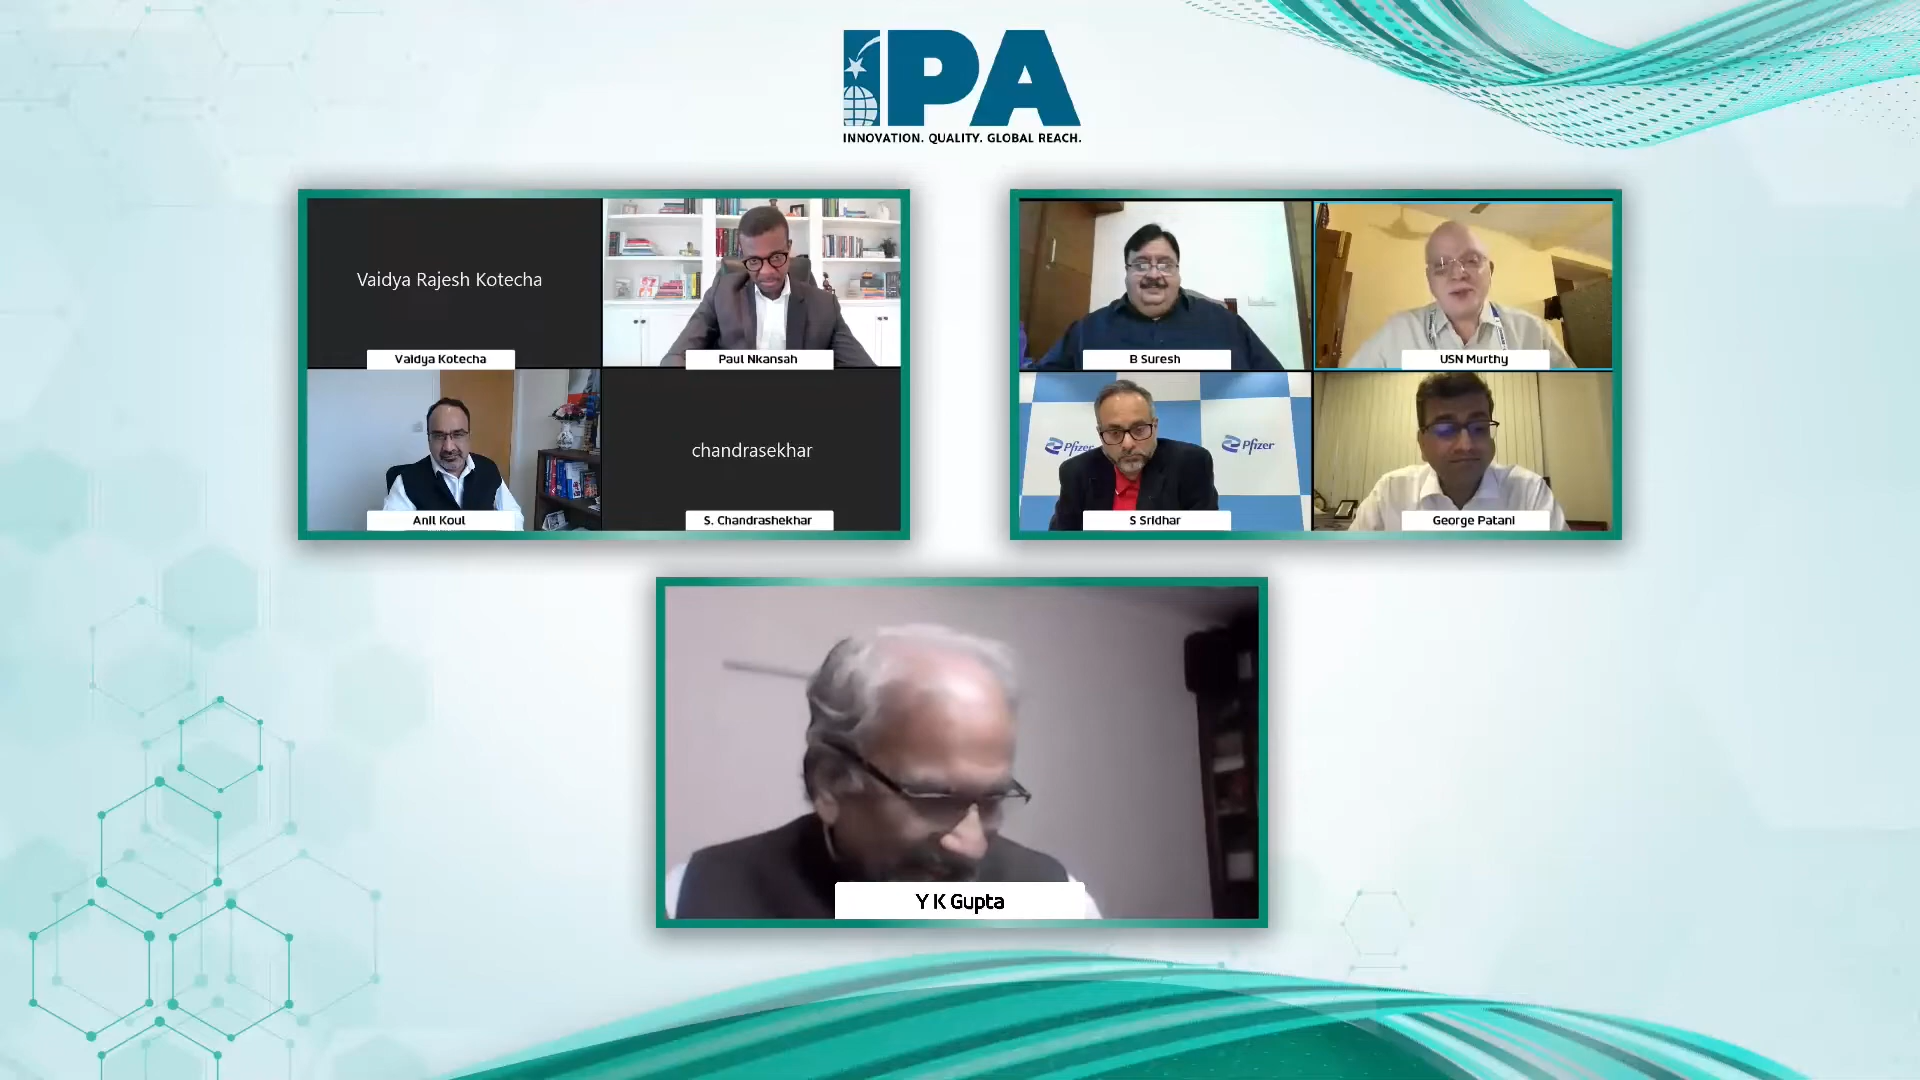 IPA
INNOVATION. QUALITY. GLOBAL REACH.
Vaidya Rajesh Kotecha
Vaidya Kotecha
Paul Nkansah
B Suresh
USN Murthy
Pfizer
Pfizer
chandrasekhar
Anil Koul
S. Chandrashekhar
S Sridhar
George Patani
Y K Gupta